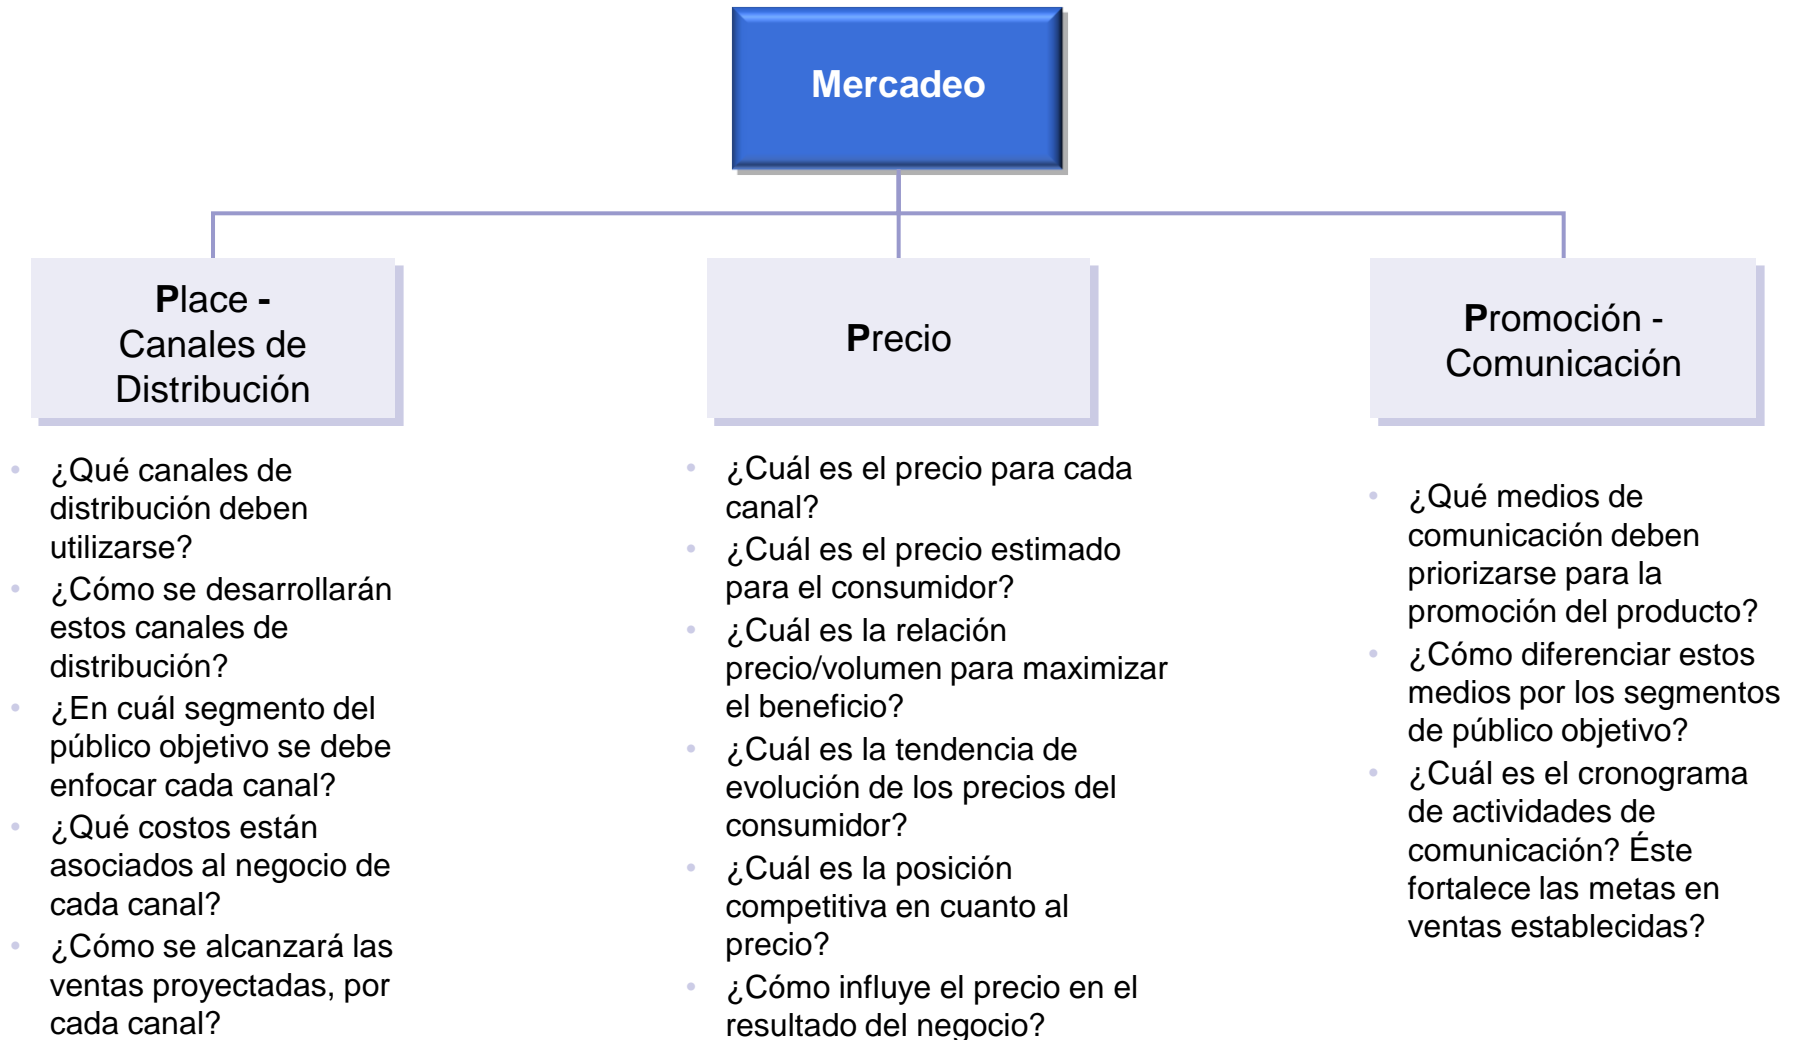 Mercadeo
Place -
Canales de
Distribución
Precio
Promoción -
Comunicación
• ¿Qué canales de
distribución deben
utilizarse?
• ¿Cómo se desarrollarán
estos canales de
distribución?
• ¿En cuál segmento del
público objetivo se debe
enfocar cada canal?
• ¿Qué costos están
asociados al negocio de
cada canal?
• ¿Cómo se alcanzará las
ventas proyectadas, por
cada canal?
• ¿Cuál es el precio para cada
canal?
• ¿Cuál es el precio estimado
para el consumidor?
• ¿Cuál es la relación
precio/volumen para maximizar
el beneficio?
• ¿Cuál es la tendencia de
evolución de los precios del
consumidor?
• ¿Cuál es la posición
competitiva en cuanto al
precio?
• ¿Cómo influye el precio en el
resultado del negocio?
• ¿Qué medios de
comunicación deben
priorizarse para la
promoción del producto?
• ¿Cómo diferenciar estos
medios por los segmentos
de público objetivo?
• ¿Cuál es el cronograma
de actividades de
comunicación? Éste
fortalece las metas en
ventas establecidas?